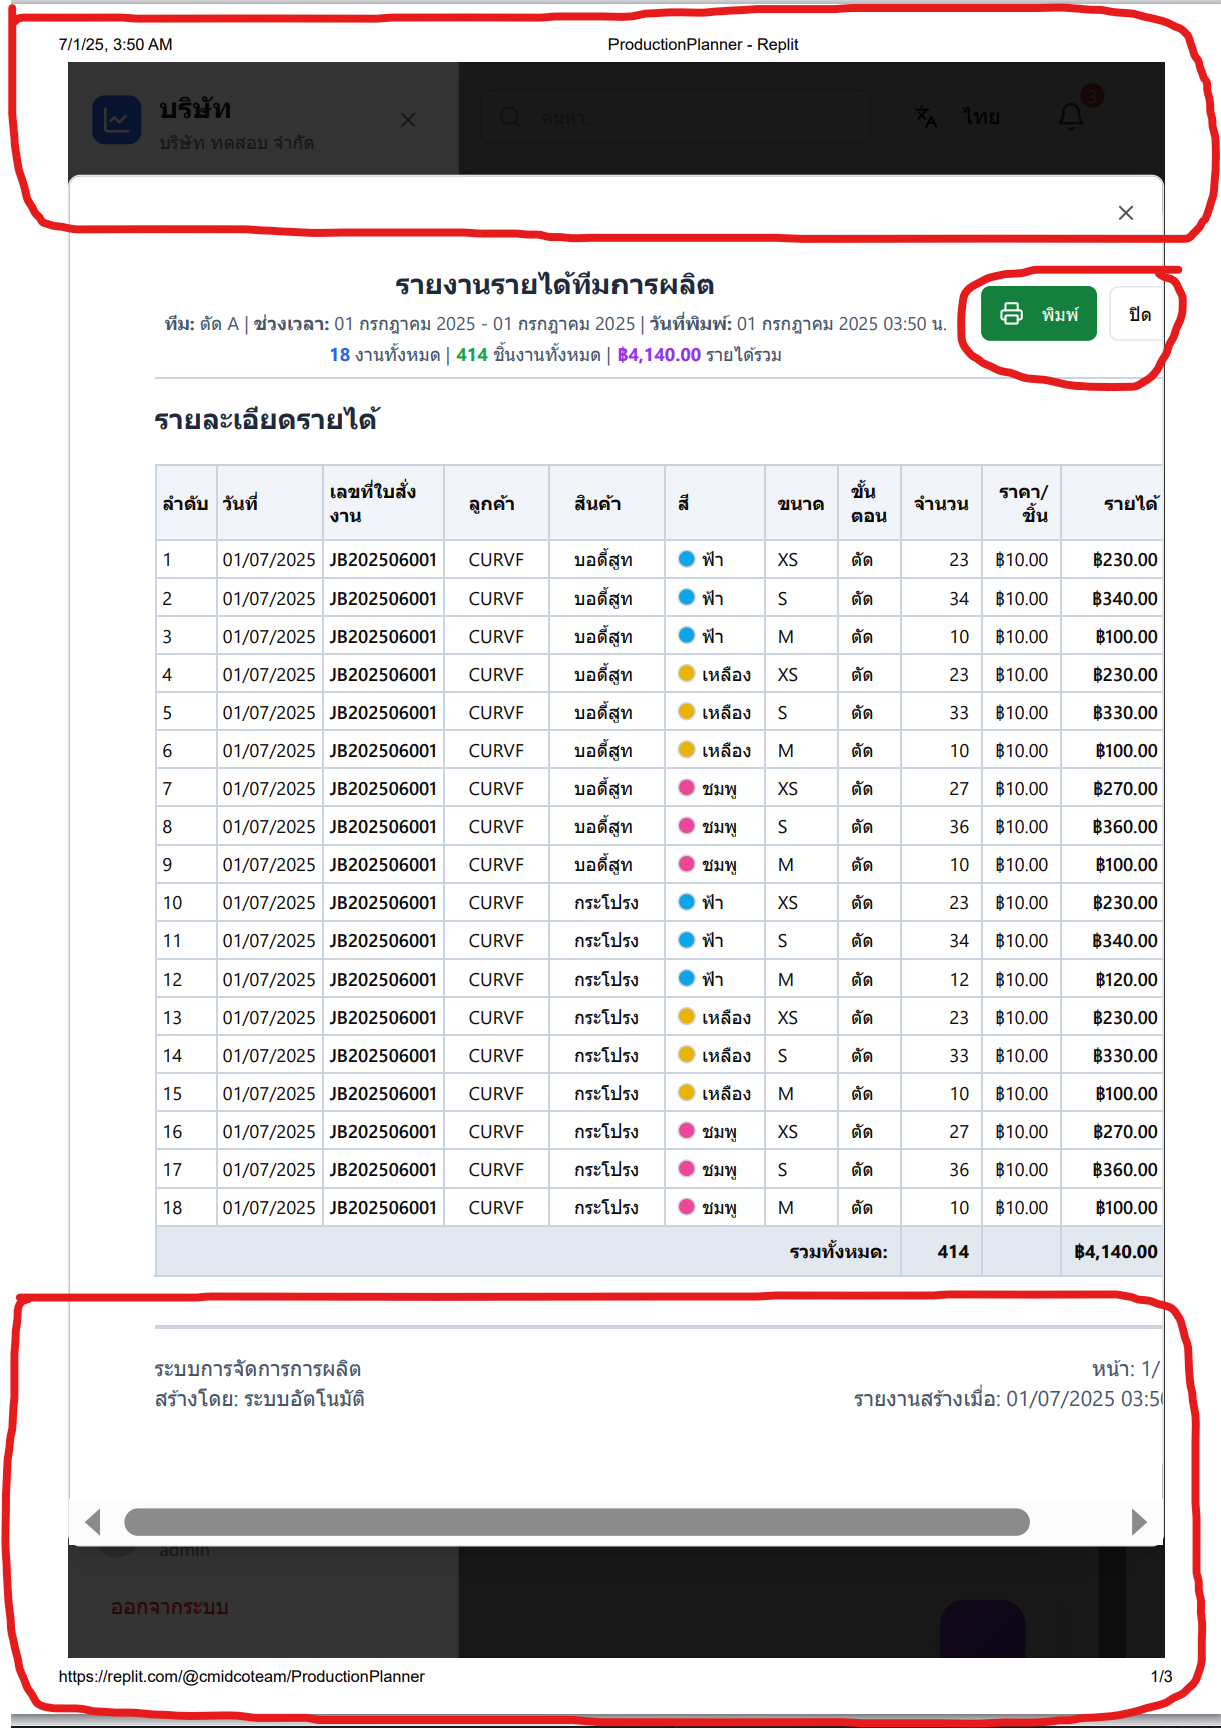 7/1/25, 3:50 AM ProductionPlanner - Replit
บริษัท
บริษัท ทดสอบ จำกัด
ค้นหา...
ไทย
3
รายงานรายได้ทีมการผลิต
ทีม: ตัด A | ช่วงเวลา: 01 กรกฎาคม 2025 - 01 กรกฎาคม 2025 | วันที่พิมพ์: 01 กรกฎาคม 2025 03:50 น.
18 งานทั้งหมด | 414 ชิ้นงานทั้งหมด | ฿4,140.00 รายได้รวม
พิมพ์
ปิด
รายละเอียดรายได้
ลำดับ วันที่ เลขที่ใบสั่งงาน ลูกค้า สินค้า สี ขนาด ขั้นตอน จำนวน ราคา/ชิ้น รายได้
1 01/07/2025 JB202506001 CURVF บอดี้สูท ฟ้า XS ตัด 23 ฿10.00 ฿230.00
2 01/07/2025 JB202506001 CURVF บอดี้สูท ฟ้า S ตัด 34 ฿10.00 ฿340.00
3 01/07/2025 JB202506001 CURVF บอดี้สูท ฟ้า M ตัด 10 ฿10.00 ฿100.00
4 01/07/2025 JB202506001 CURVF บอดี้สูท เหลือง XS ตัด 23 ฿10.00 ฿230.00
5 01/07/2025 JB202506001 CURVF บอดี้สูท เหลือง S ตัด 33 ฿10.00 ฿330.00
6 01/07/2025 JB202506001 CURVF บอดี้สูท เหลือง M ตัด 10 ฿10.00 ฿100.00
7 01/07/2025 JB202506001 CURVF บอดี้สูท ชมพู XS ตัด 27 ฿10.00 ฿270.00
8 01/07/2025 JB202506001 CURVF บอดี้สูท ชมพู S ตัด 36 ฿10.00 ฿360.00
9 01/07/2025 JB202506001 CURVF บอดี้สูท ชมพู M ตัด 10 ฿10.00 ฿100.00
10 01/07/2025 JB202506001 CURVF กระโปรง ฟ้า XS ตัด 23 ฿10.00 ฿230.00
11 01/07/2025 JB202506001 CURVF กระโปรง ฟ้า S ตัด 34 ฿10.00 ฿340.00
12 01/07/2025 JB202506001 CURVF กระโปรง ฟ้า M ตัด 12 ฿10.00 ฿120.00
13 01/07/2025 JB202506001 CURVF กระโปรง เหลือง XS ตัด 23 ฿10.00 ฿230.00
14 01/07/2025 JB202506001 CURVF กระโปรง เหลือง S ตัด 33 ฿10.00 ฿330.00
15 01/07/2025 JB202506001 CURVF กระโปรง เหลือง M ตัด 10 ฿10.00 ฿100.00
16 01/07/2025 JB202506001 CURVF กระโปรง ชมพู XS ตัด 27 ฿10.00 ฿270.00
17 01/07/2025 JB202506001 CURVF กระโปรง ชมพู S ตัด 36 ฿10.00 ฿360.00
18 01/07/2025 JB202506001 CURVF กระโปรง ชมพู M ตัด 10 ฿10.00 ฿100.00
รวมทั้งหมด: 414 ฿4,140.00
ระบบการจัดการการผลิต หน้า: 1/
สร้างโดย: ระบบอัตโนมัติ รายงานสร้างเมื่อ: 01/07/2025 03:50
admin
ออกจากระบบ
https://replit.com/@cmidcoteam/ProductionPlanner 1/3